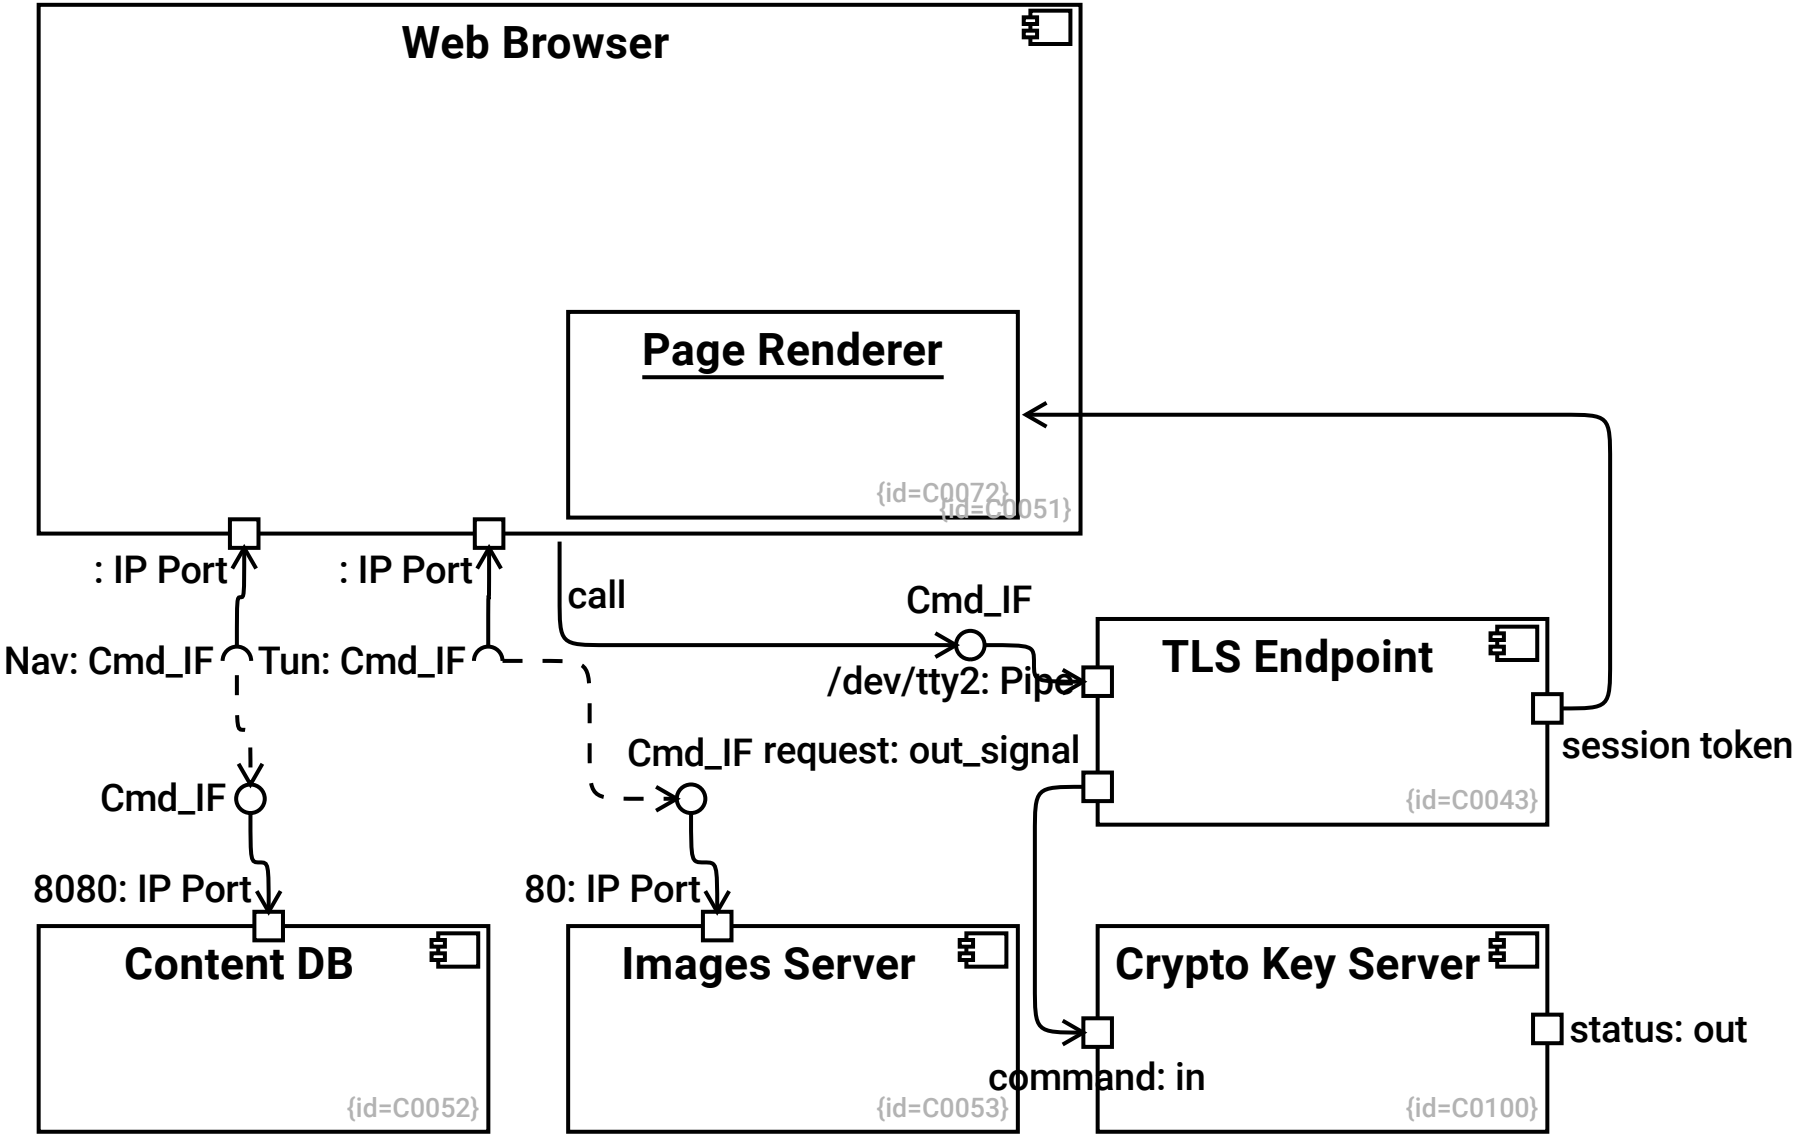 Web Browser
Page Renderer
{id=C0072}
{id=C0051}
: IP Port
: IP Port
call
Cmd_IF
Nav: Cmd_IF
Tun: Cmd_IF
/dev/tty2: Pipe
TLS Endpoint
Cmd_IF
request: out_signal
session token
Cmd_IF
{id=C0043}
8080: IP Port
80: IP Port
Content DB
Images Server
Crypto Key Server
status: out
command: in
{id=C0052}
{id=C0053}
{id=C0100}